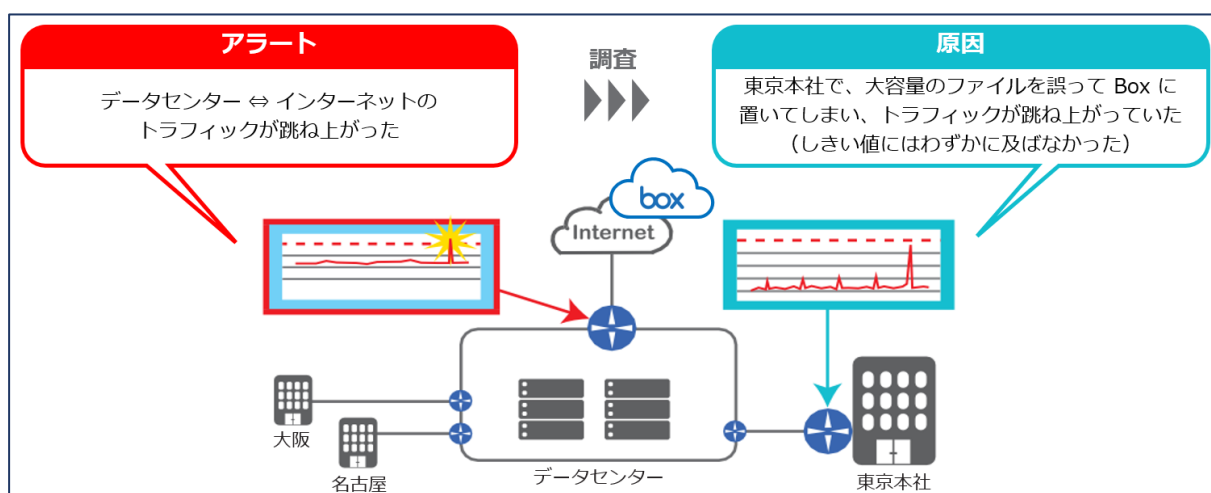 アラート
データセンター ⇔ インターネットの
トラフィックが跳ね上がった
調査
原因
東京本社で、大容量のファイルを誤って Box に
置いてしまい、トラフィックが跳ね上がっていた
（しきい値にはわずかに及ばなかった）
box
Internet
大阪
名古屋
データセンター
東京本社